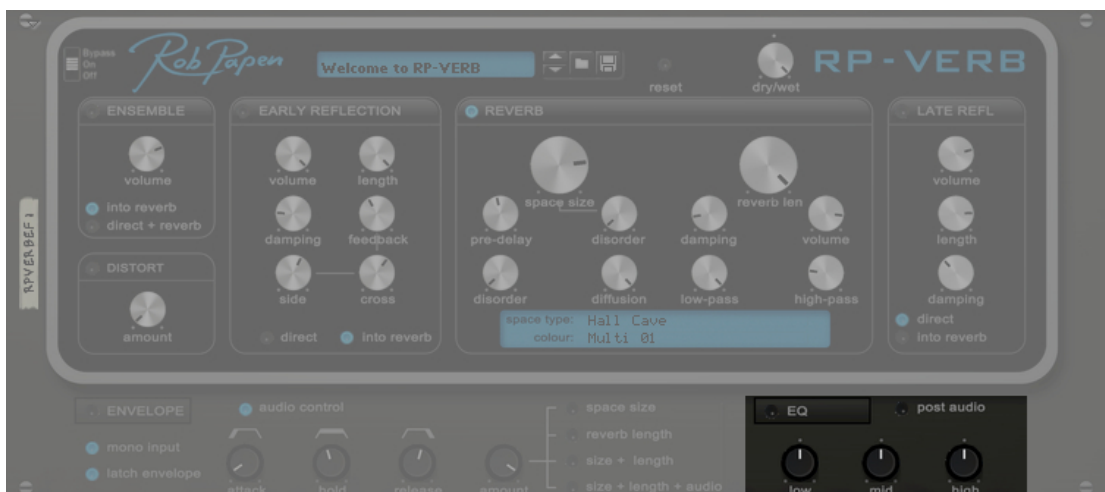 Bypass
On
Off
Rob Papen
Welcome to RP-VERB
reset
dry/wet
RP-VERB
ENSEMBLE
volume
into reverb
direct + reverb
DISTORT
amount
EARLY REFLECTION
volume length
damping feedback
side cross
direct into reverb
REVERB
space size reverb len
pre-delay disorder damping volume
disorder diffusion low-pass high-pass
space type: Hall Cave
colour: Multi 01
LATE REFL
volume
length
damping
direct
into reverb
RPVERBEF 1
ENVELOPE
audio control
mono input
latch envelope
attack hold release amount
space size
reverb length
size + length
size + length + audio
EQ
post audio
low mid high